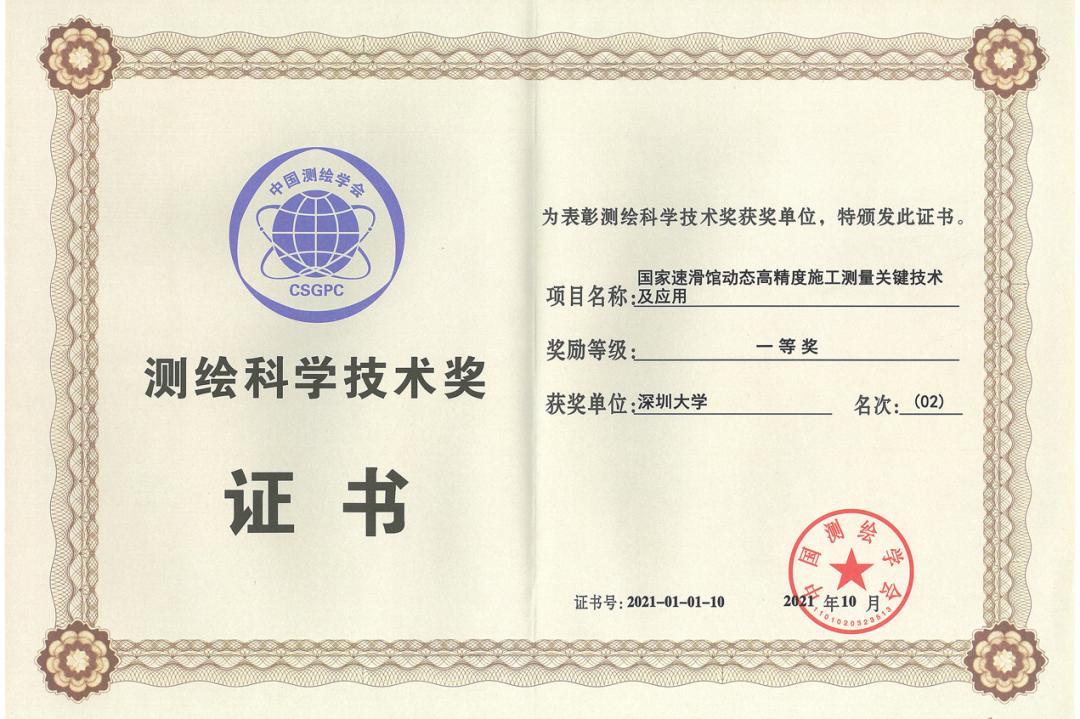 中国测绘学会
CSGPC
测绘科学技术奖
证书
为表彰测绘科学技术奖获奖单位，特颁发此证书。
项目名称:国家速滑馆动态高精度施工测量关键技术
及应用
奖励等级:一等奖
获奖单位:深圳大学 名次:(02)
中国测绘学会
证书号:2021-01-01-10 2021年10月